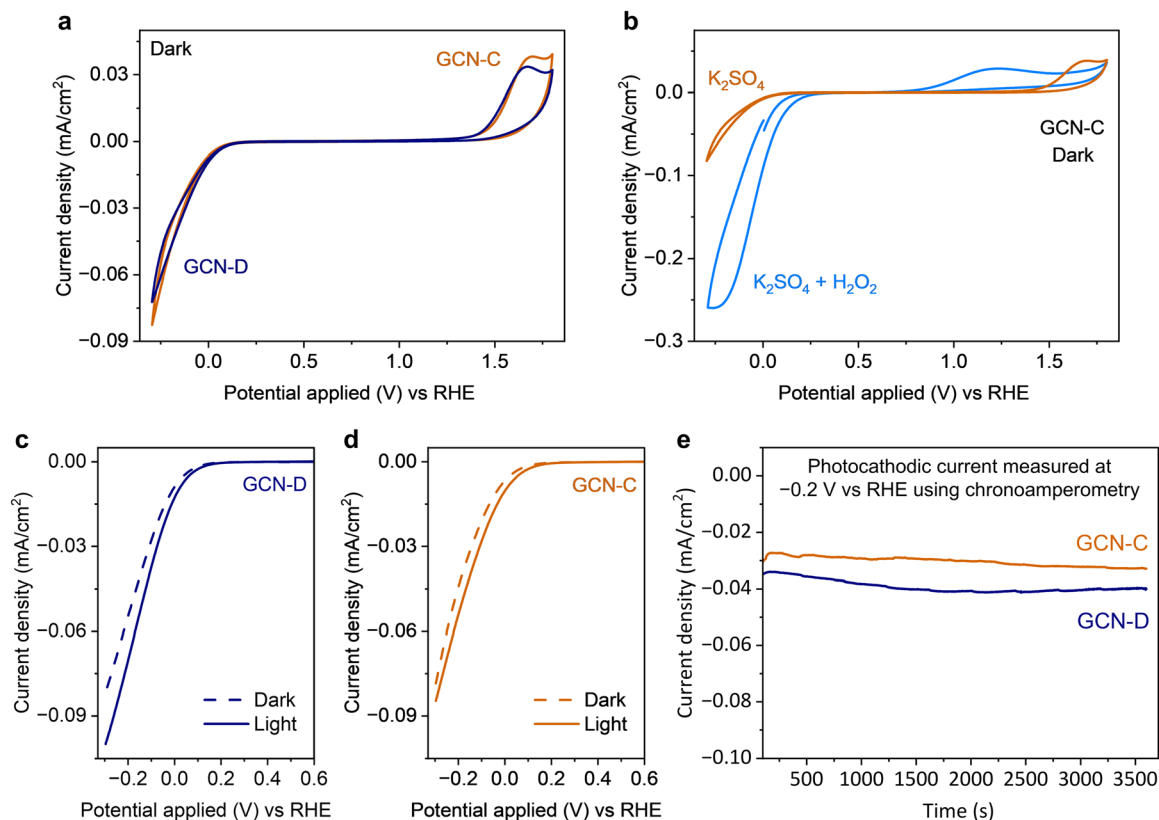 a
Dark
GCN-C
GCN-D
0.03
0.00
−0.03
−0.06
−0.09
Current density (mA/cm²)
0.0
0.5
1.0
1.5
Potential applied (V) vs RHE
b
K₂SO₄
GCN-C
Dark
K₂SO₄ + H₂O₂
0.0
−0.1
−0.2
−0.3
Current density (mA/cm²)
0.0
0.5
1.0
1.5
Potential applied (V) vs RHE
c
GCN-D
0.00
−0.03
−0.06
−0.09
Current density (mA/cm²)
Dark
Light
−0.2
0.0
0.2
0.4
0.6
Potential applied (V) vs RHE
d
GCN-C
0.00
−0.03
−0.06
−0.09
Current density (mA/cm²)
Dark
Light
−0.2
0.0
0.2
0.4
0.6
Potential applied (V) vs RHE
e
Photocathodic current measured at
−0.2 V vs RHE using chronoamperometry
GCN-C
GCN-D
0.00
−0.02
−0.04
−0.06
−0.08
−0.10
Current density (mA/cm²)
500
1000
1500
2000
2500
3000
3500
Time (s)